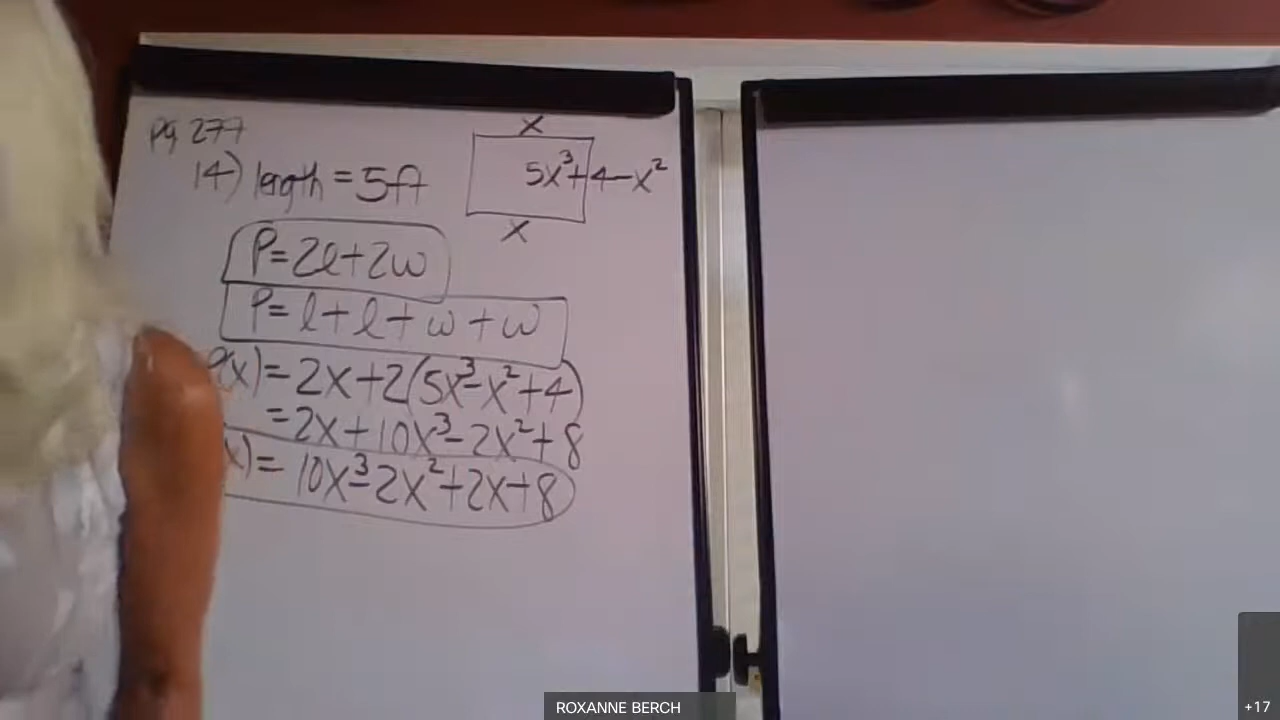 pg 277
x
14) length = 5ft
5x³+4-x²
x
P=2l+2w
P=l+l+w+w
P(x)=2x+2(5x³-x²+4)
=2x+10x³-2x²+8
x)=10x³-2x²+2x+8
ROXANNE BERCH
+17